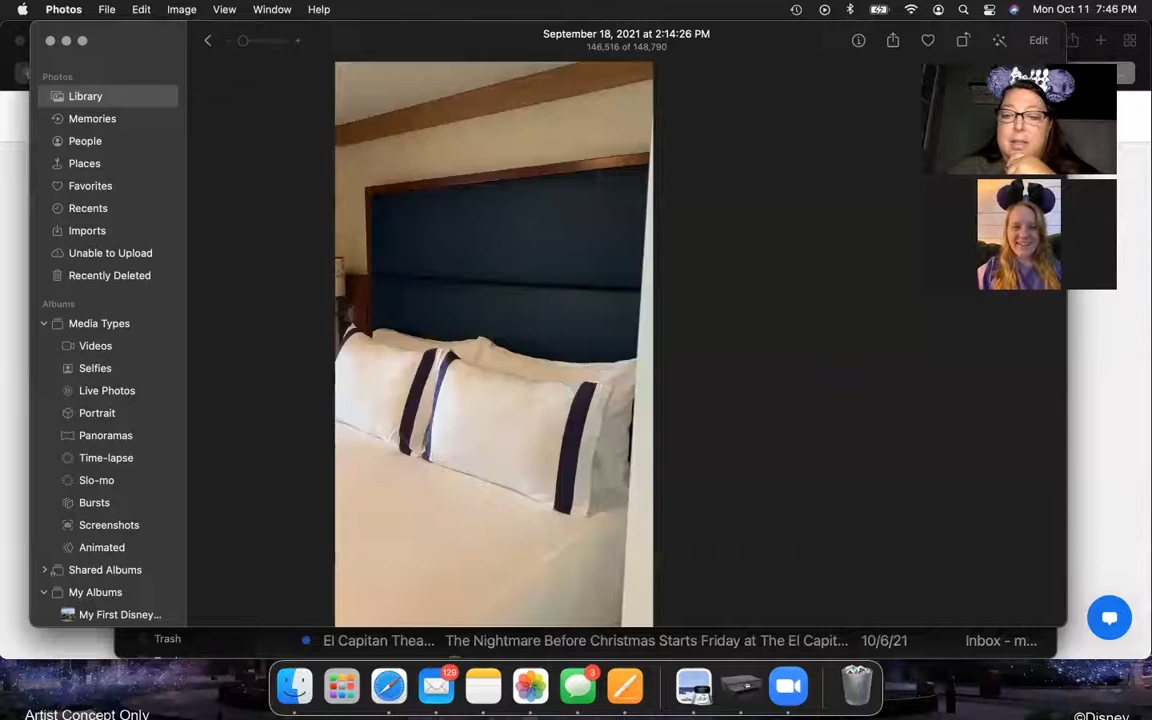 Photos File Edit Image View Window Help
Mon Oct 11 7:46 PM
September 18, 2021 at 2:14:26 PM
146,516 of 148,790
Edit
Photos
Library
Memories
People
Places
Favorites
Recents
Imports
Unable to Upload
Recently Deleted
Albums
Media Types
Videos
Selfies
Live Photos
Portrait
Panoramas
Time-lapse
Slo-mo
Bursts
Screenshots
Animated
Shared Albums
My Albums
My First Disney...
Trash
El Capitan Thea... The Nightmare Before Christmas Starts Friday at The El Capit... 10/6/21 Inbox - m...
129
3
Artist Concept Only
©Disney